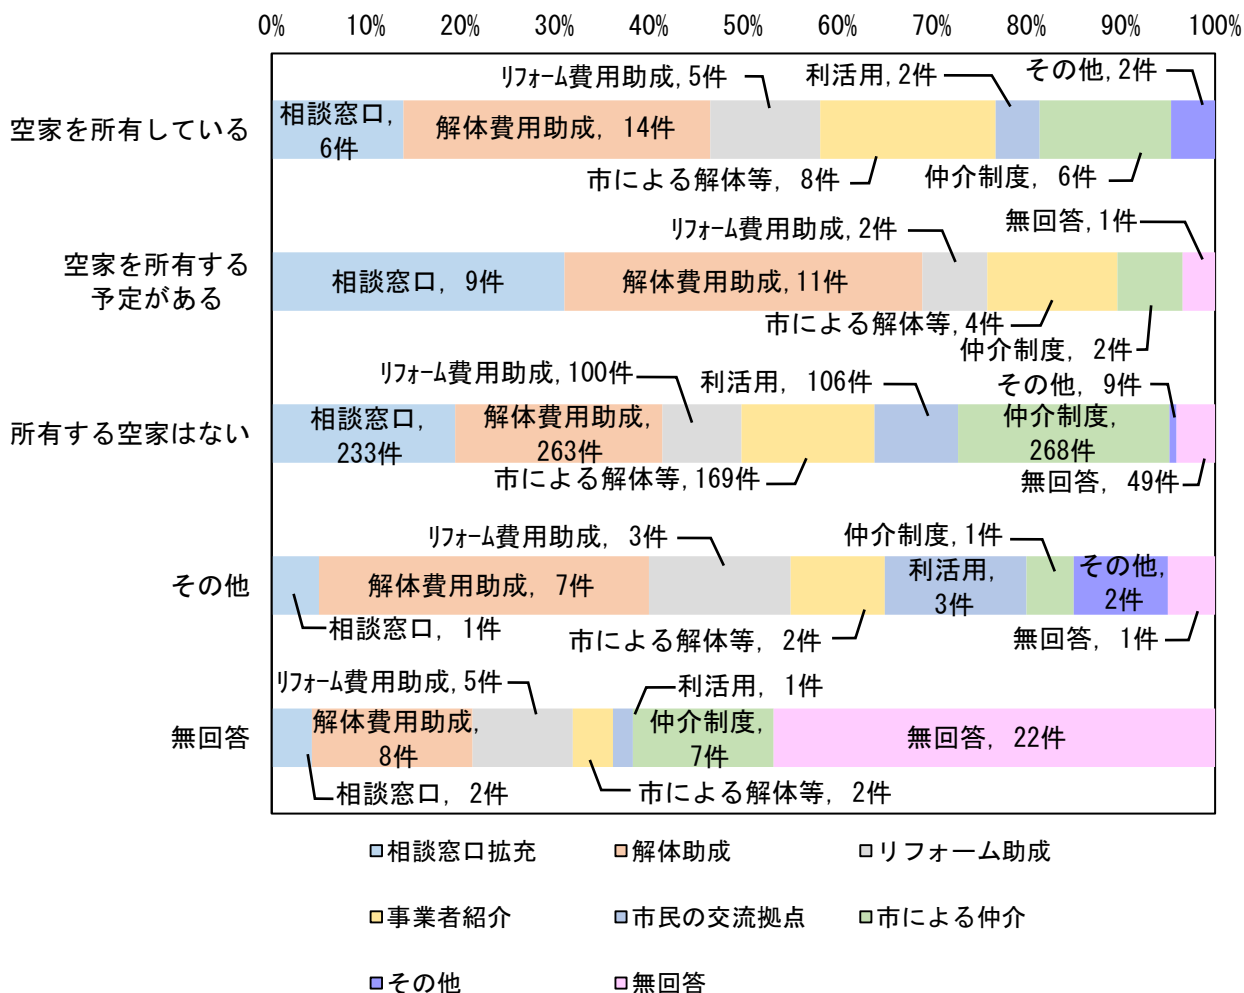 0% 10% 20% 30% 40% 50% 60% 70% 80% 90% 100%
空家を所有している
リフォーム費用助成, 5件
利活用, 2件
その他, 2件
相談窓口,
6件
解体費用助成, 14件
市による解体等, 8件
仲介制度, 6件
空家を所有する
予定がある
リフォーム費用助成, 2件
無回答, 1件
相談窓口, 9件
解体費用助成, 11件
市による解体等, 4件
仲介制度, 2件
所有する空家はない
リフォーム費用助成, 100件
利活用, 106件
その他, 9件
相談窓口,
233件
解体費用助成,
263件
仲介制度,
268件
市による解体等, 169件
無回答, 49件
その他
リフォーム費用助成, 3件
仲介制度, 1件
解体費用助成, 7件
利活用,
3件
その他,
2件
相談窓口, 1件
市による解体等, 2件
無回答, 1件
無回答
リフォーム費用助成, 5件
利活用, 1件
解体費用助成,
8件
仲介制度,
7件
無回答, 22件
相談窓口, 2件
市による解体等, 2件
相談窓口拡充 解体助成 リフォーム助成
事業者紹介 市民の交流拠点 市による仲介
その他 無回答